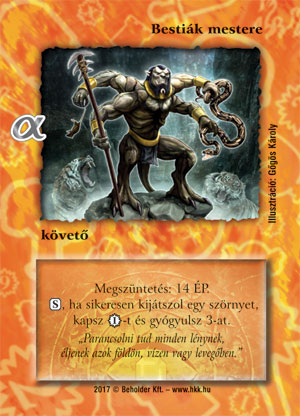 Bestiák mestere
α
Illusztráció: Gógös Károly
követő
Megszüntetés: 14 ÉP.
S, ha sikeresen kijátszol egy szörnyet,
kapsz 1-t és gyógyulsz 3-at.
„Parancsolni tud minden lénynek,
éljenek azok földön, vízen vagy levegőben.”
2017 © Beholder Kft. – www.hkk.hu